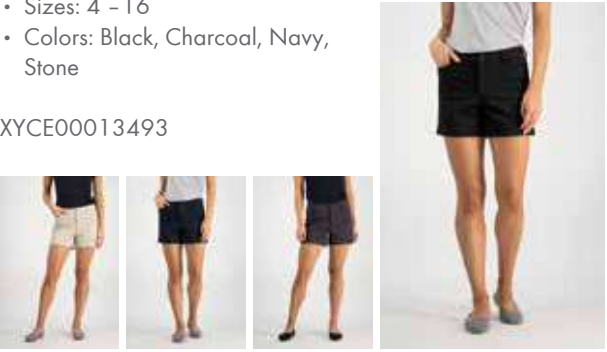 • Sizes: 4 – 16
• Colors: Black, Charcoal, Navy,
Stone
XYCE00013493